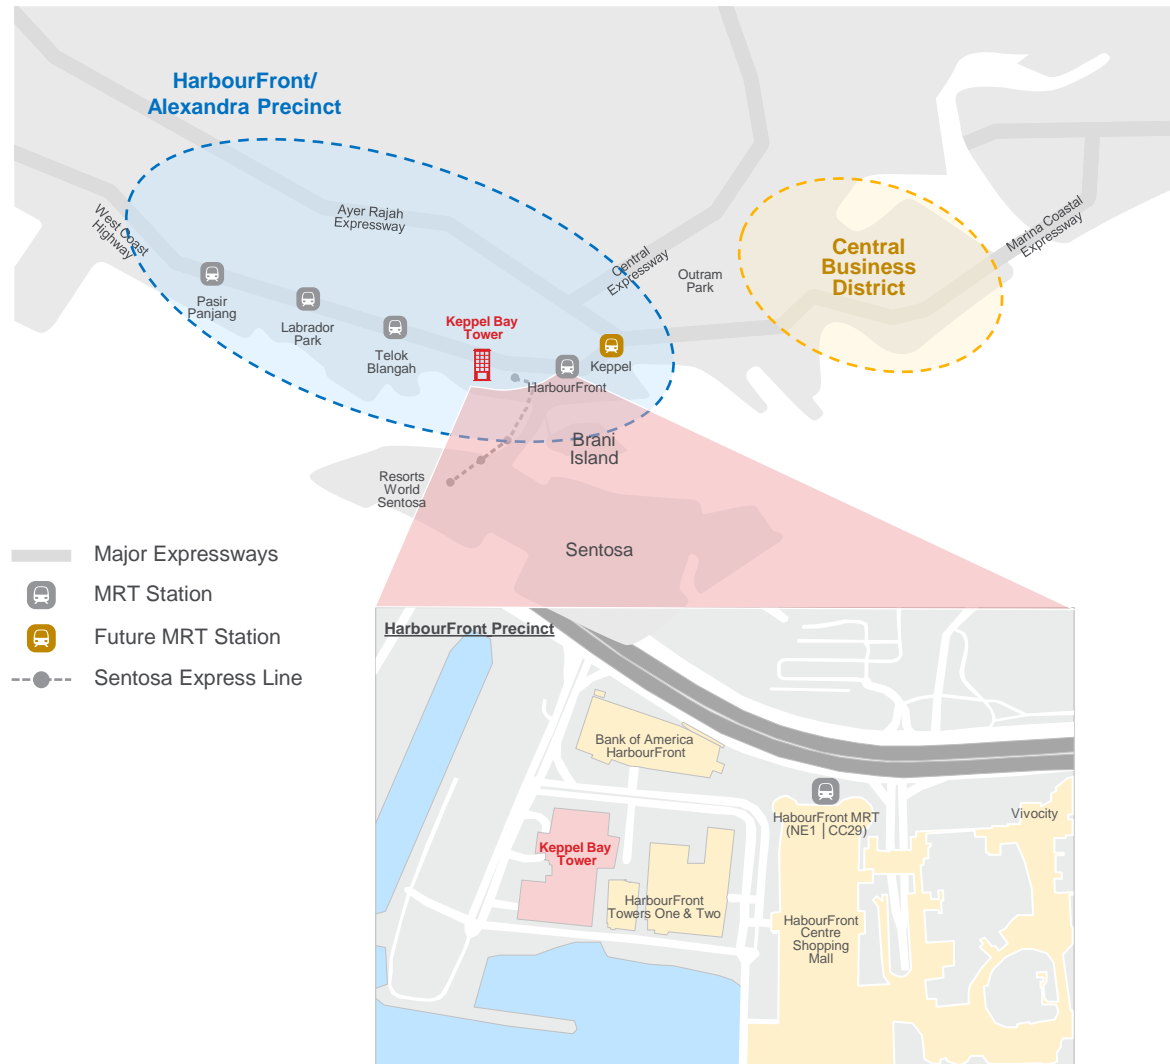 HarbourFront/
Alexandra Precinct
Ayer Rajah
Expressway
West Coast
Highway
Central
Expressway
Outram
Park
Central
Business
District
Marina Coastal
Expressway
Pasir
Panjang
Labrador
Park
Telok
Blangah
Keppel Bay
Tower
HarbourFront
Keppel
Brani
Island
Resorts
World
Sentosa
Sentosa
Major Expressways
MRT Station
Future MRT Station
Sentosa Express Line
HarbourFront Precinct
Bank of America
HarbourFront
HabourFront MRT
(NE1 | CC29)
Vivocity
Keppel Bay
Tower
HarbourFront
Towers One & Two
HabourFront
Centre
Shopping
Mall